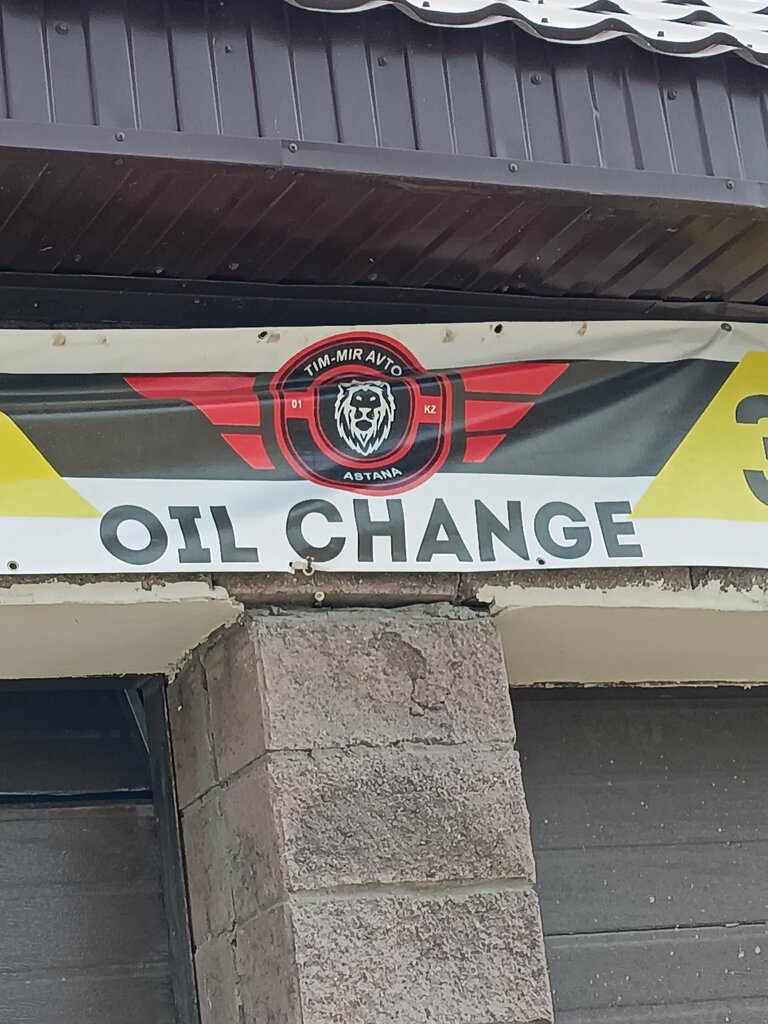 TIM-MIR AVTO
01 KZ
ASTANA
OIL CHANGE